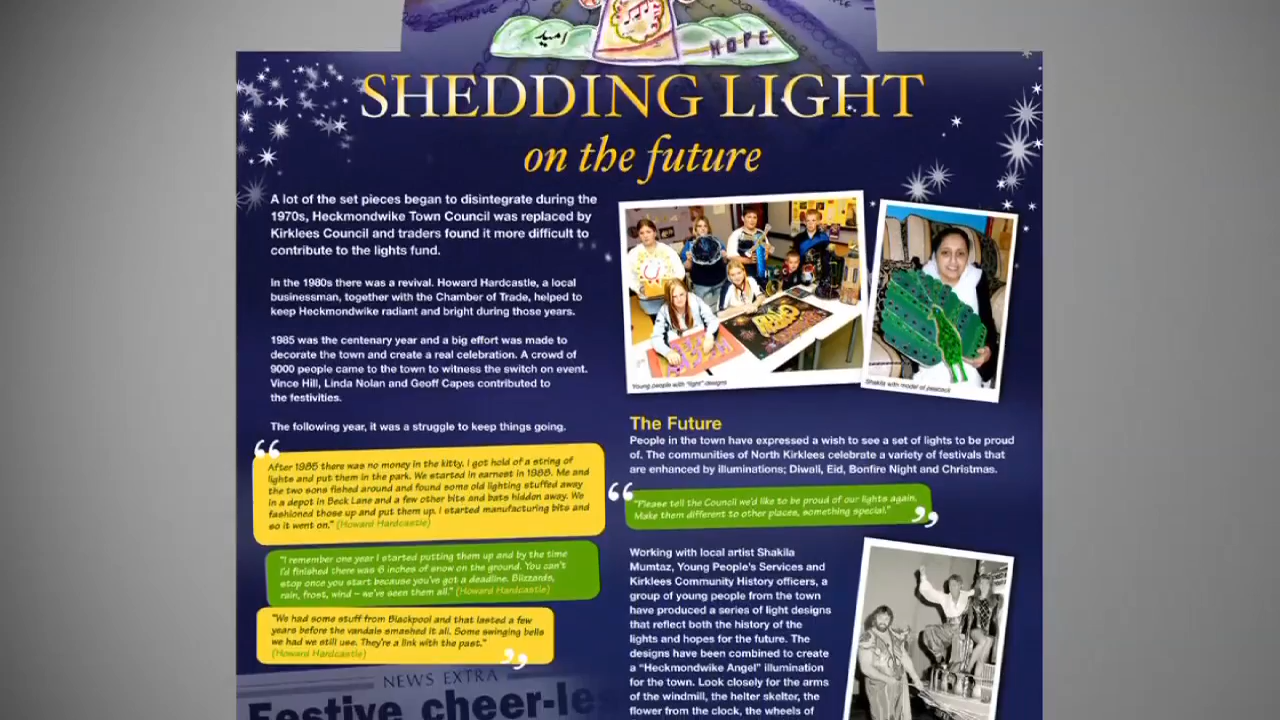 امید
HOPE
SHEDDING LIGHT
on the future
A lot of the set pieces began to disintegrate during the
1970s, Heckmondwike Town Council was replaced by
Kirklees Council and traders found it more difficult to
contribute to the lights fund.
In the 1980s there was a revival. Howard Hardcastle, a local
businessman, together with the Chamber of Trade, helped to
keep Heckmondwike radiant and bright during those years.
1985 was the centenary year and a big effort was made to
decorate the town and create a real celebration. A crowd of
9000 people came to the town to witness the switch on event.
Vince Hill, Linda Nolan and Geoff Capes contributed to
the festivities.
The following year, it was a struggle to keep things going.
“After 1985 there was no money in the kitty, I got hold of a string of
lights and put them in the park. We started in earnest in 1988. Me and
the two sons fished around and found some old lighting stuffed away
in a depot in Beck Lane and a few other bits and bats hidden away. We
fashioned those up and put them up. I started manufacturing bits and
so it went on.” (Howard Hardcastle)
"I remember one year I started putting them up and by the time
I'd finished there was 6 inches of snow on the ground. You can't
stop once you start because you've got a deadline. Blizzards,
rain, frost, wind – we've seen them all." (Howard Hardcastle)
"We had some stuff from Blackpool and that lasted a few
years before the vandals smashed it all. Some swinging bells
we had we still use. They're a link with the past."
(Howard Hardcastle) ”
NEWS EXTRA
Festive cheer-le
Young people with "light" designs
Shakila with model of peacock
The Future
People in the town have expressed a wish to see a set of lights to be proud
of. The communities of North Kirklees celebrate a variety of festivals that
are enhanced by illuminations; Diwali, Eid, Bonfire Night and Christmas.
“"Please tell the Council we'd like to be proud of our lights again.
Make them different to other places, something special."”
Working with local artist Shakila
Mumtaz, Young People's Services and
Kirklees Community History officers, a
group of young people from the town
have produced a series of light designs
that reflect both the history of the
lights and hopes for the future. The
designs have been combined to create
a "Heckmondwike Angel" illumination
for the town. Look closely for the arms
of the windmill, the helter skelter, the
flower from the clock, the wheels of